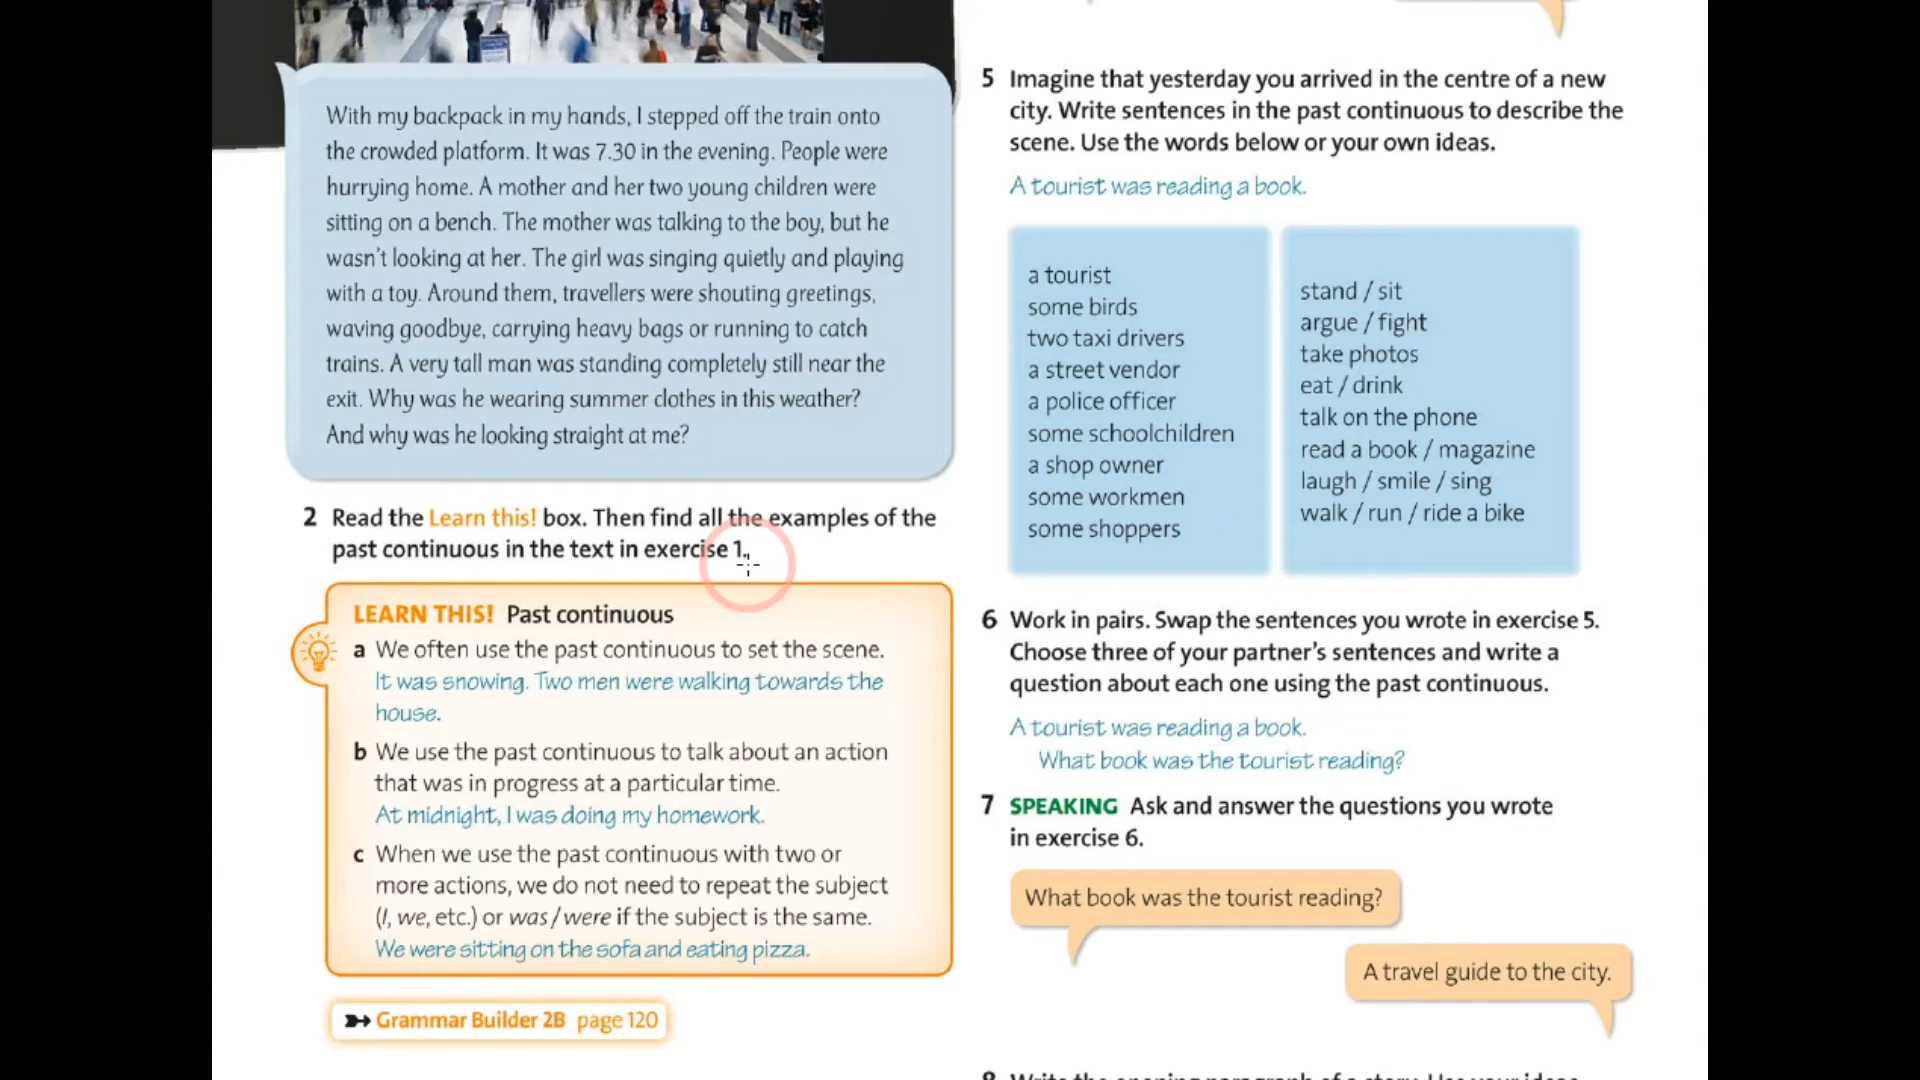 With my backpack in my hands, I stepped off the train onto
the crowded platform. It was 7.30 in the evening. People were
hurrying home. A mother and her two young children were
sitting on a bench. The mother was talking to the boy, but he
wasn't looking at her. The girl was singing quietly and playing
with a toy. Around them, travellers were shouting greetings,
waving goodbye, carrying heavy bags or running to catch
trains. A very tall man was standing completely still near the
exit. Why was he wearing summer clothes in this weather?
And why was he looking straight at me?
2 Read the Learn this! box. Then find all the examples of the
past continuous in the text in exercise 1.
LEARN THIS! Past continuous
a We often use the past continuous to set the scene.
It was snowing. Two men were walking towards the
house.
b We use the past continuous to talk about an action
that was in progress at a particular time.
At midnight, I was doing my homework.
c When we use the past continuous with two or
more actions, we do not need to repeat the subject
(I, we, etc.) or was/were if the subject is the same.
We were sitting on the sofa and eating pizza.
Grammar Builder 2B page 120
5 Imagine that yesterday you arrived in the centre of a new
city. Write sentences in the past continuous to describe the
scene. Use the words below or your own ideas.
A tourist was reading a book.
a tourist
some birds
two taxi drivers
a street vendor
a police officer
some schoolchildren
a shop owner
some workmen
some shoppers
stand / sit
argue / fight
take photos
eat / drink
talk on the phone
read a book / magazine
laugh / smile / sing
walk / run / ride a bike
6 Work in pairs. Swap the sentences you wrote in exercise 5.
Choose three of your partner's sentences and write a
question about each one using the past continuous.
A tourist was reading a book.
What book was the tourist reading?
7 SPEAKING Ask and answer the questions you wrote
in exercise 6.
What book was the tourist reading?
A travel guide to the city.
8 Write the opening paragraph of a story. Use your ideas